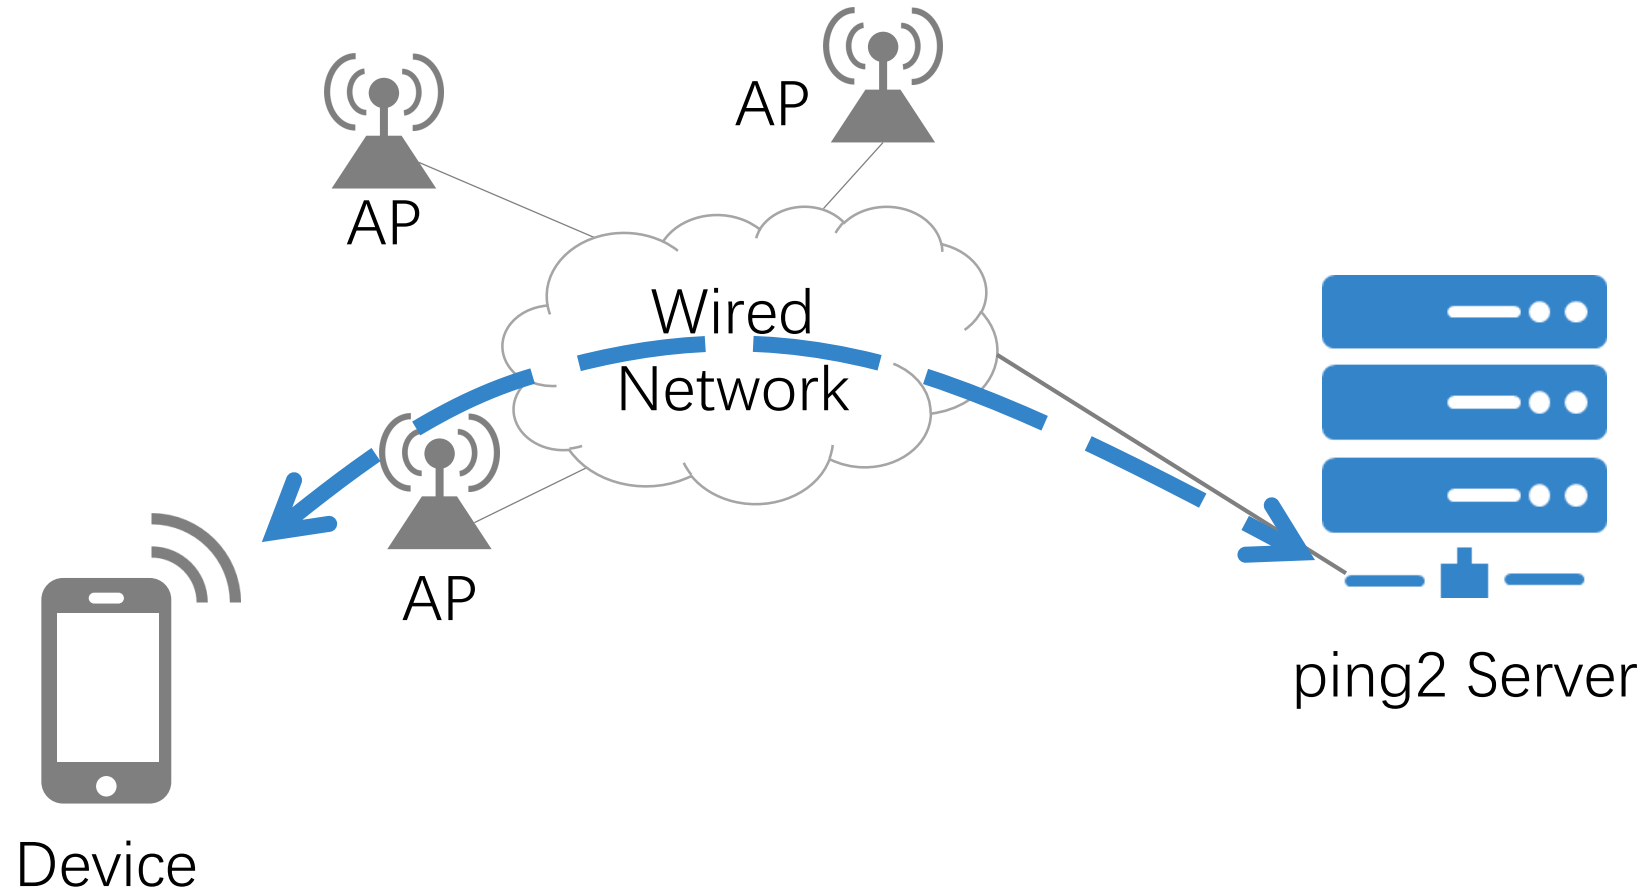 AP
AP
Wired
Network
AP
ping2 Server
Device